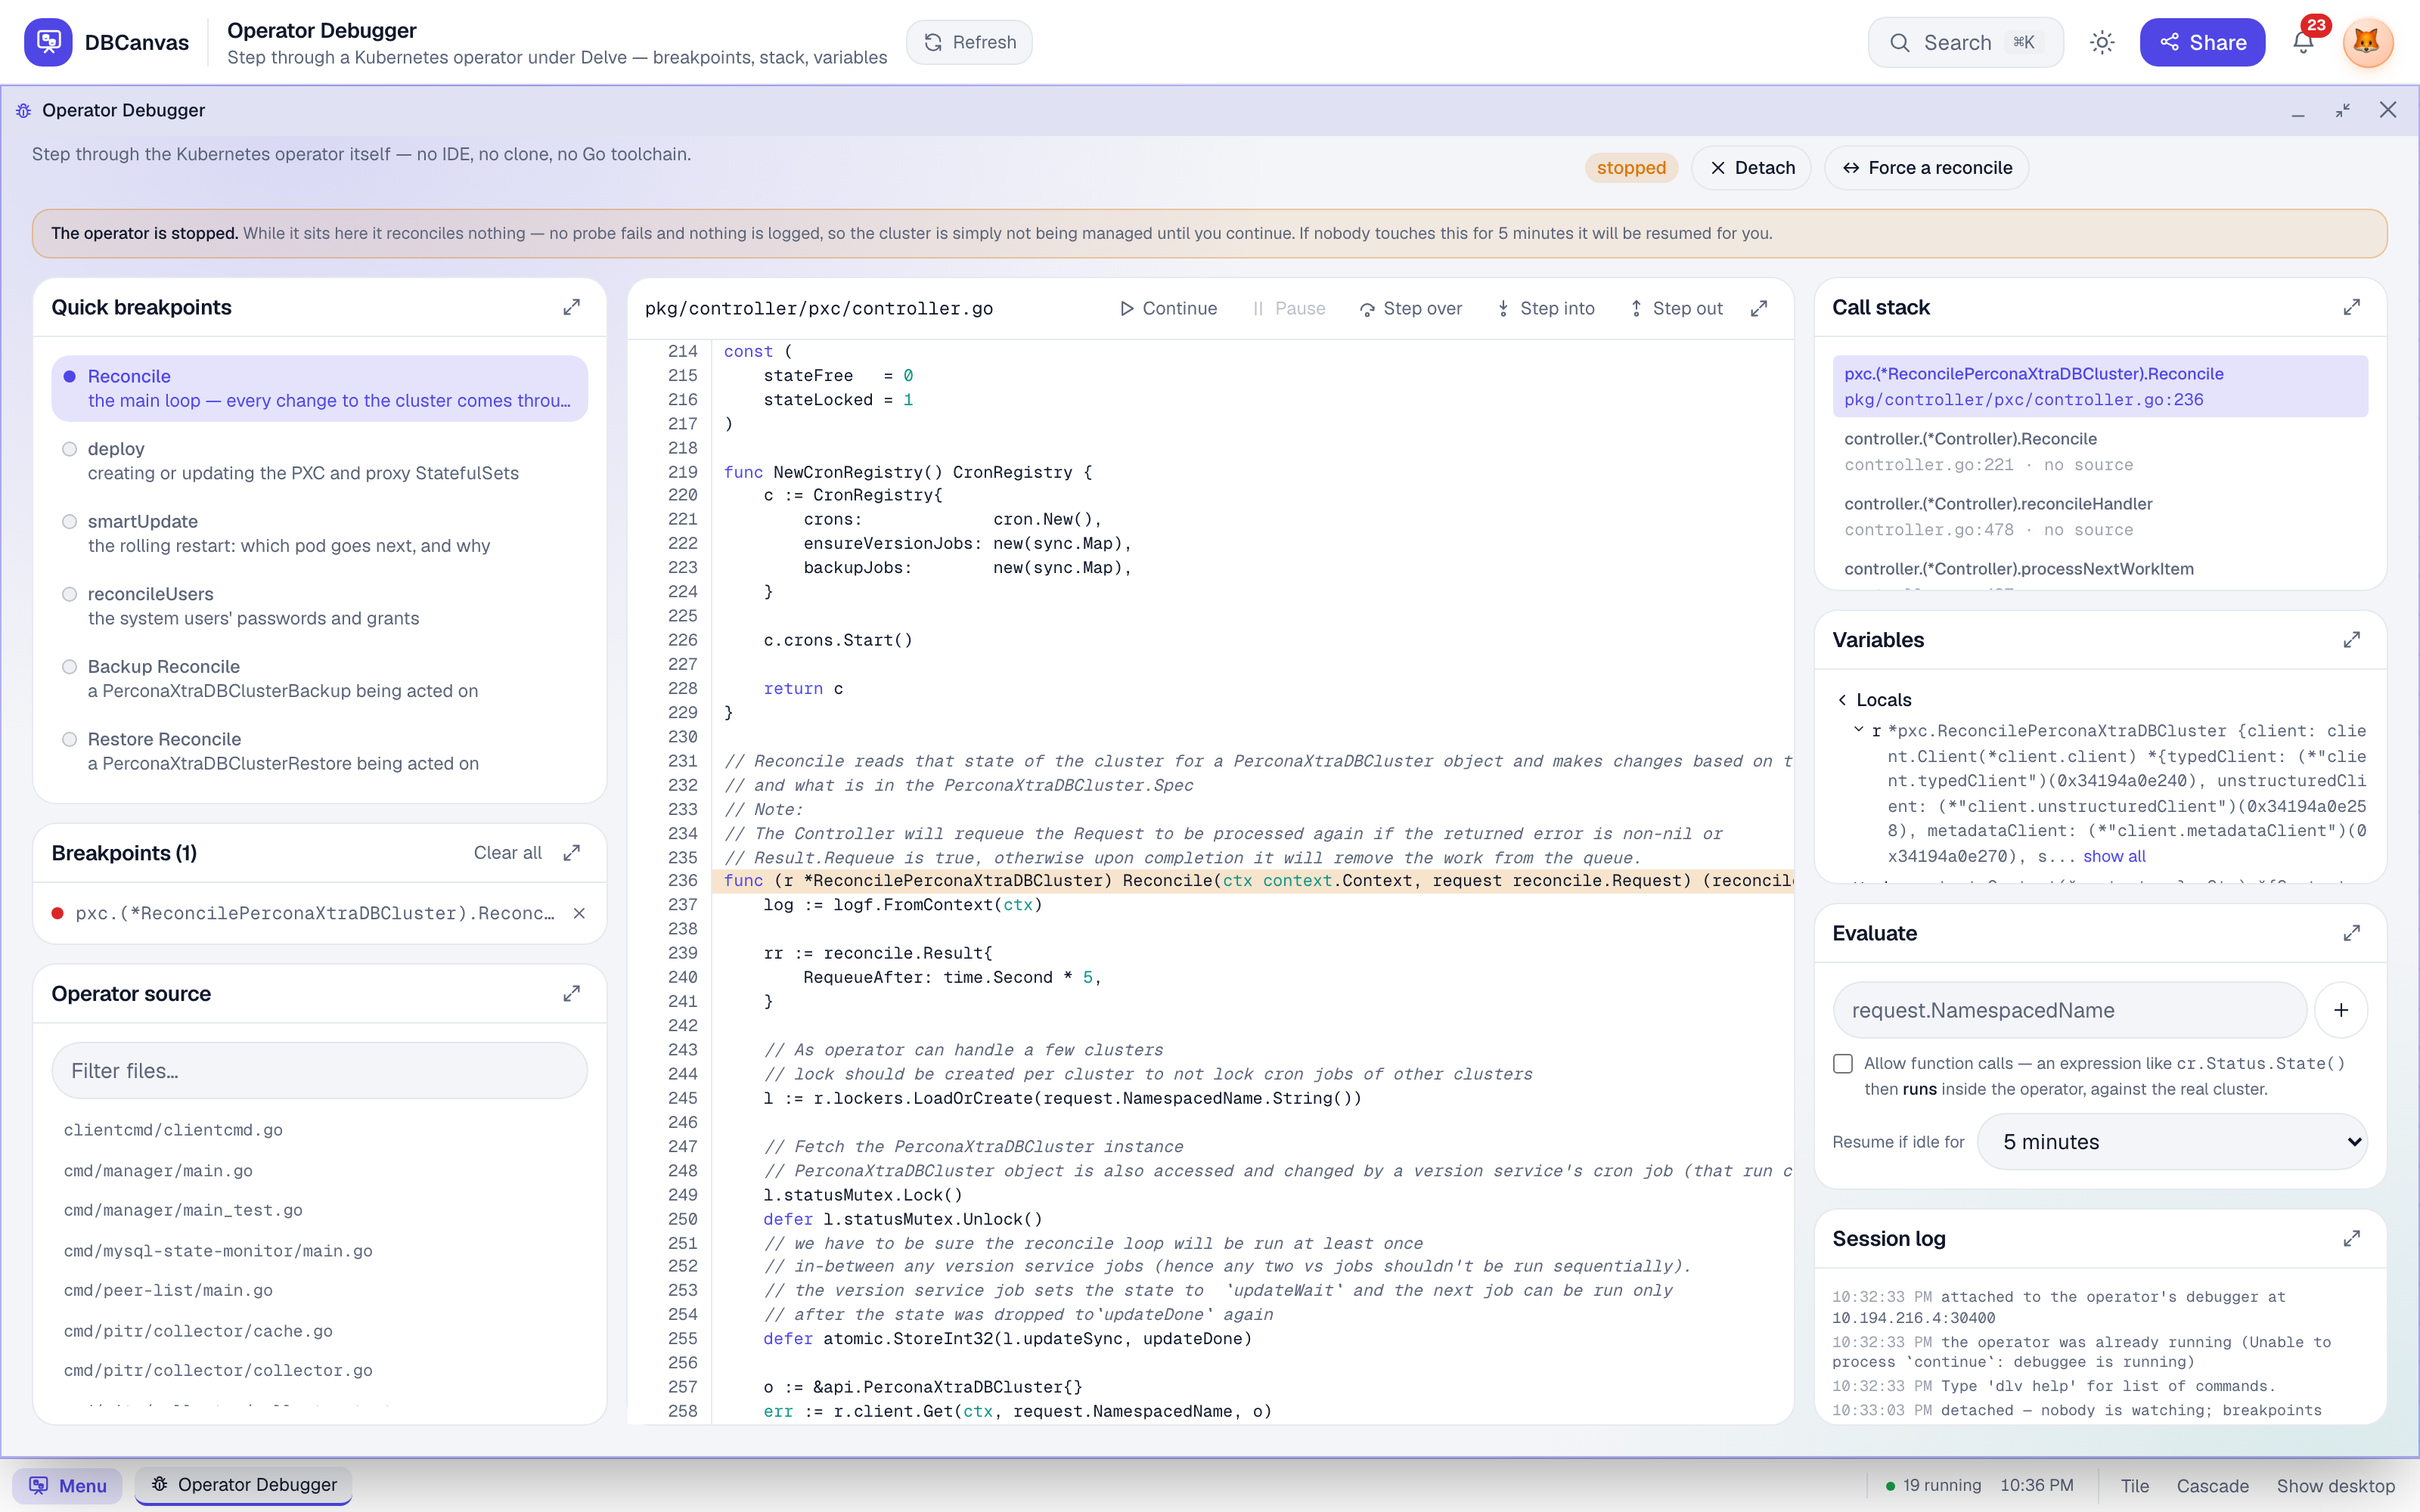 DBCanvas
Operator Debugger
Step through a Kubernetes operator under Delve — breakpoints, stack, variables
Refresh
Search ⌘K
Share
23
Operator Debugger
Step through the Kubernetes operator itself — no IDE, no clone, no Go toolchain.
stopped
Detach
Force a reconcile
The operator is stopped. While it sits here it reconciles nothing — no probe fails and nothing is logged, so the cluster is simply not being managed until you continue. If nobody touches this for 5 minutes it will be resumed for you.
Quick breakpoints
Reconcile
the main loop — every change to the cluster comes throu...
deploy
creating or updating the PXC and proxy StatefulSets
smartUpdate
the rolling restart: which pod goes next, and why
reconcileUsers
the system users' passwords and grants
Backup Reconcile
a PerconaXtraDBClusterBackup being acted on
Restore Reconcile
a PerconaXtraDBClusterRestore being acted on
Breakpoints (1)
Clear all
pxc.(*ReconcilePerconaXtraDBCluster).Reconc...
Operator source
Filter files...
clientcmd/clientcmd.go
cmd/manager/main.go
cmd/manager/main_test.go
cmd/mysql-state-monitor/main.go
cmd/peer-list/main.go
cmd/pitr/collector/cache.go
cmd/pitr/collector/collector.go
pkg/controller/pxc/controller.go
Continue
Pause
Step over
Step into
Step out
214 const (
215     stateFree   = 0
216     stateLocked = 1
217 )
218
219 func NewCronRegistry() CronRegistry {
220     c := CronRegistry{
221         crons:             cron.New(),
222         ensureVersionJobs: new(sync.Map),
223         backupJobs:        new(sync.Map),
224     }
225
226     c.crons.Start()
227
228     return c
229 }
230
231 // Reconcile reads that state of the cluster for a PerconaXtraDBCluster object and makes changes based on t
232 // and what is in the PerconaXtraDBCluster.Spec
233 // Note:
234 // The Controller will requeue the Request to be processed again if the returned error is non-nil or
235 // Result.Requeue is true, otherwise upon completion it will remove the work from the queue.
236 func (r *ReconcilePerconaXtraDBCluster) Reconcile(ctx context.Context, request reconcile.Request) (reconcil
237     log := logf.FromContext(ctx)
238
239     rr := reconcile.Result{
240         RequeueAfter: time.Second * 5,
241     }
242
243     // As operator can handle a few clusters
244     // lock should be created per cluster to not lock cron jobs of other clusters
245     l := r.lockers.LoadOrCreate(request.NamespacedName.String())
246
247     // Fetch the PerconaXtraDBCluster instance
248     // PerconaXtraDBCluster object is also accessed and changed by a version service's cron job (that run c
249     l.statusMutex.Lock()
250     defer l.statusMutex.Unlock()
251     // we have to be sure the reconcile loop will be run at least once
252     // in-between any version service jobs (hence any two vs jobs shouldn't be run sequentially).
253     // the version service job sets the state to  `updateWait` and the next job can be run only
254     // after the state was dropped to`updateDone` again
255     defer atomic.StoreInt32(l.updateSync, updateDone)
256
257     o := &api.PerconaXtraDBCluster{}
258     err := r.client.Get(ctx, request.NamespacedName, o)
Call stack
pxc.(*ReconcilePerconaXtraDBCluster).Reconcile
pkg/controller/pxc/controller.go:236
controller.(*Controller).Reconcile
controller.go:221 · no source
controller.(*Controller).reconcileHandler
controller.go:478 · no source
controller.(*Controller).processNextWorkItem
Variables
Locals
r *pxc.ReconcilePerconaXtraDBCluster {client: clie
nt.Client(*client.client) *{typedClient: (*"clie
nt.typedClient")(0x34194a0e240), unstructuredCli
ent: (*"client.unstructuredClient")(0x34194a0e25
8), metadataClient: (*"client.metadataClient")(0
x34194a0e270), s... show all
Evaluate
request.NamespacedName
Allow function calls — an expression like cr.Status.State()
then runs inside the operator, against the real cluster.
Resume if idle for
5 minutes
Session log
10:32:33 PM attached to the operator's debugger at
10.194.216.4:30400
10:32:33 PM the operator was already running (Unable to
process `continue`: debuggee is running)
10:32:33 PM Type 'dlv help' for list of commands.
10:33:03 PM detached — nobody is watching; breakpoints
Menu
Operator Debugger
19 running
10:36 PM
Tile
Cascade
Show desktop